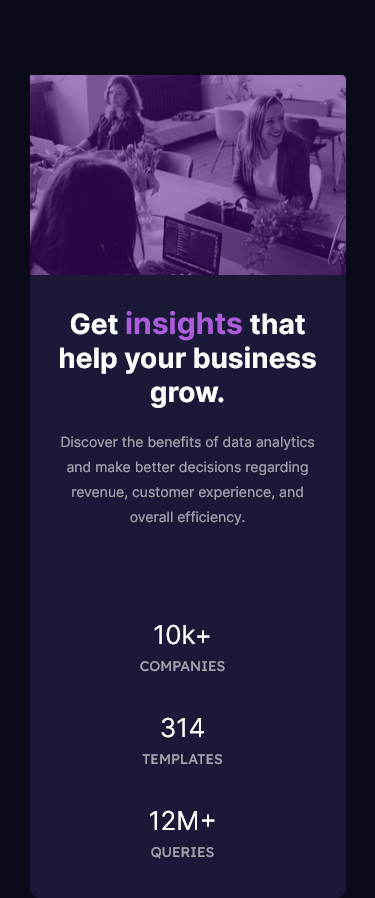 Get insights that
help your business
grow.
Discover the benefits of data analytics
and make better decisions regarding
revenue, customer experience, and
overall efficiency.
10k+
COMPANIES
314
TEMPLATES
12M+
QUERIES